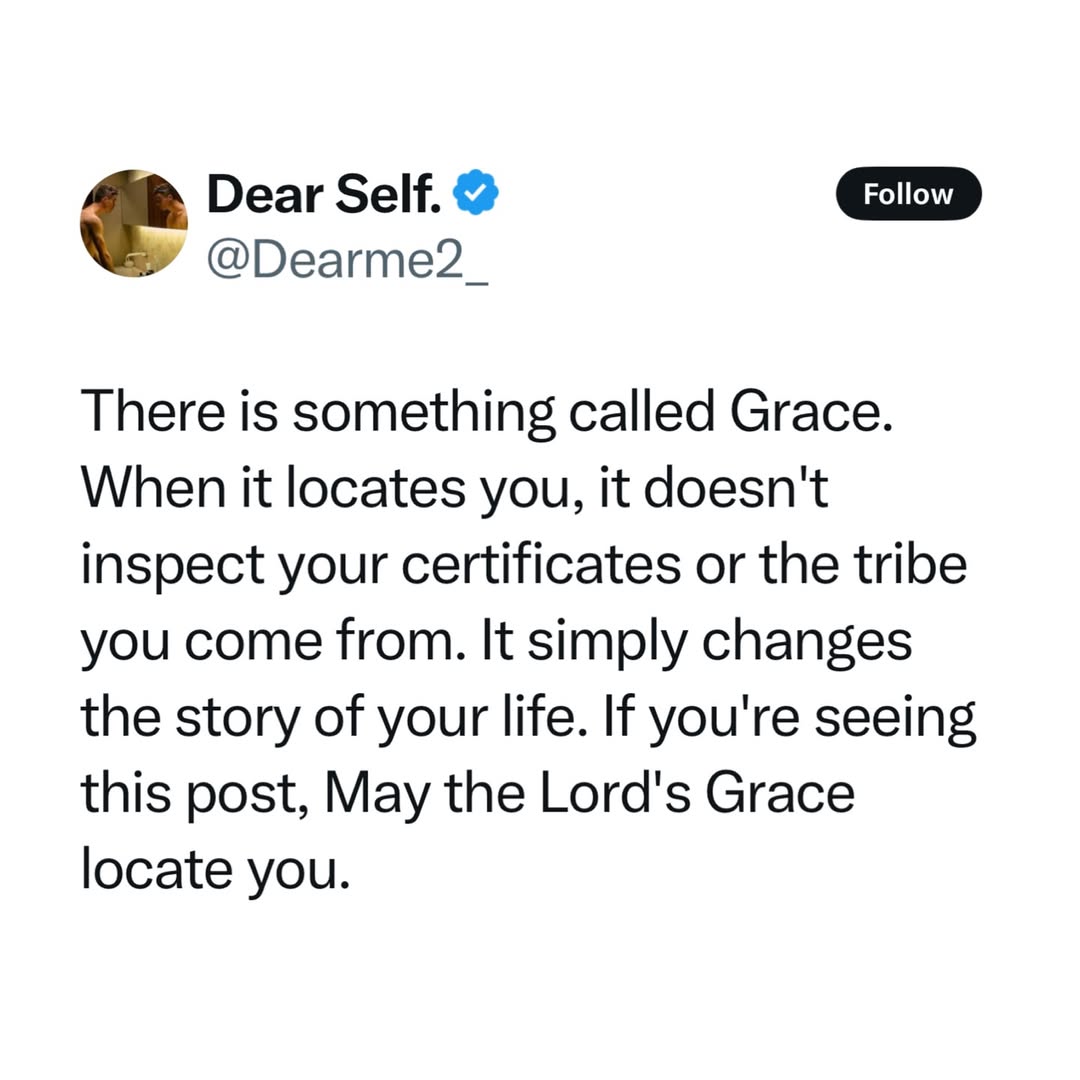 Dear Self.
Follow
@Dearme2_
There is something called Grace.
When it locates you, it doesn't
inspect your certificates or the tribe
you come from. It simply changes
the story of your life. If you're seeing
this post, May the Lord's Grace
locate you.